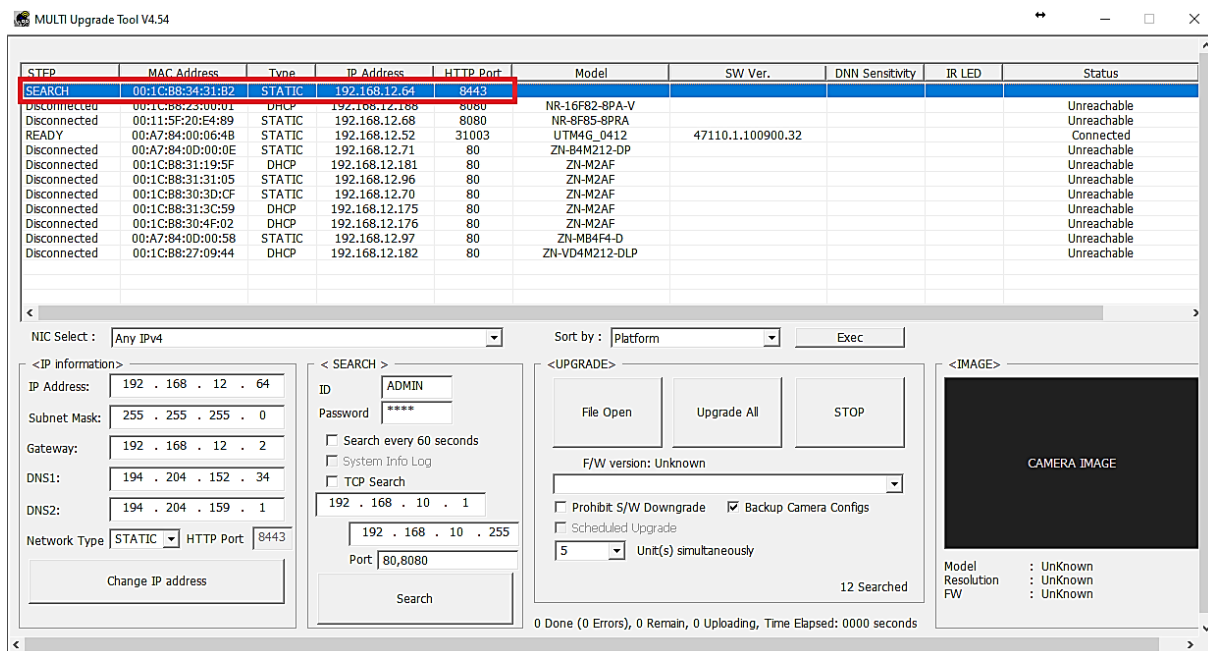 MULTI Upgrade Tool V4.54
STEP MAC Address Type IP Address HTTP Port Model SW Ver. DNN Sensitivity IR LED Status
SEARCH 00:1C:B8:34:31:B2 STATIC 192.168.12.64 8443
Disconnected 00:1C:B8:23:00:01 DHCP 192.168.12.188 8080 NR-16F82-8PA-V Unreachable
Disconnected 00:11:5F:20:E4:89 STATIC 192.168.12.68 8080 NR-8F85-8PRA Unreachable
READY 00:A7:84:00:06:4B STATIC 192.168.12.52 31003 UTM4G_0412 47110.1.100900.32 Connected
Disconnected 00:A7:84:0D:00:0E STATIC 192.168.12.71 80 ZN-B4M212-DP Unreachable
Disconnected 00:1C:B8:31:19:5F DHCP 192.168.12.181 80 ZN-M2AF Unreachable
Disconnected 00:1C:B8:31:31:05 STATIC 192.168.12.96 80 ZN-M2AF Unreachable
Disconnected 00:1C:B8:30:3D:CF STATIC 192.168.12.70 80 ZN-M2AF Unreachable
Disconnected 00:1C:B8:31:3C:59 DHCP 192.168.12.175 80 ZN-M2AF Unreachable
Disconnected 00:1C:B8:30:4F:02 DHCP 192.168.12.176 80 ZN-M2AF Unreachable
Disconnected 00:A7:84:0D:00:58 STATIC 192.168.12.97 80 ZN-MB4F4-D Unreachable
Disconnected 00:1C:B8:27:09:44 DHCP 192.168.12.182 80 ZN-VD4M212-DLP Unreachable
NIC Select : Any IPv4 Sort by : Platform Exec
<IP information>
IP Address: 192 . 168 . 12 . 64
Subnet Mask: 255 . 255 . 255 . 0
Gateway: 192 . 168 . 12 . 2
DNS1: 194 . 204 . 152 . 34
DNS2: 194 . 204 . 159 . 1
Network Type STATIC HTTP Port 8443
Change IP address
< SEARCH >
ID ADMIN
Password ****
Search every 60 seconds
System Info Log
TCP Search
192 . 168 . 10 . 1
192 . 168 . 10 . 255
Port 80,8080
Search
<UPGRADE>
File Open Upgrade All STOP
F/W version: Unknown
Prohibit S/W Downgrade Backup Camera Configs
Scheduled Upgrade
5 Unit(s) simultaneously
12 Searched
0 Done (0 Errors), 0 Remain, 0 Uploading, Time Elapsed: 0000 seconds
<IMAGE>
CAMERA IMAGE
Model : UnKnown
Resolution : UnKnown
FW : UnKnown